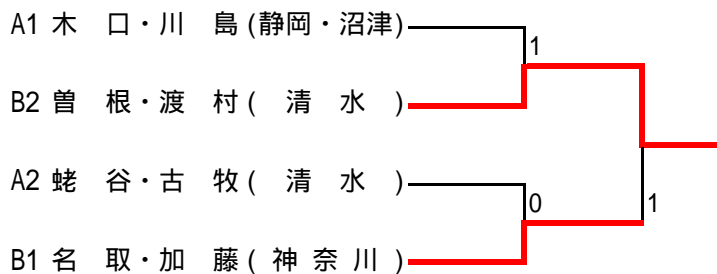 A1 木　口・川　島(静岡・沼津)
1
B2 曽　根・渡　村(　清　水　)
A2 蛯　谷・古　牧(　清　水　)
0
1
B1 名　取・加　藤( 神 奈 川 )